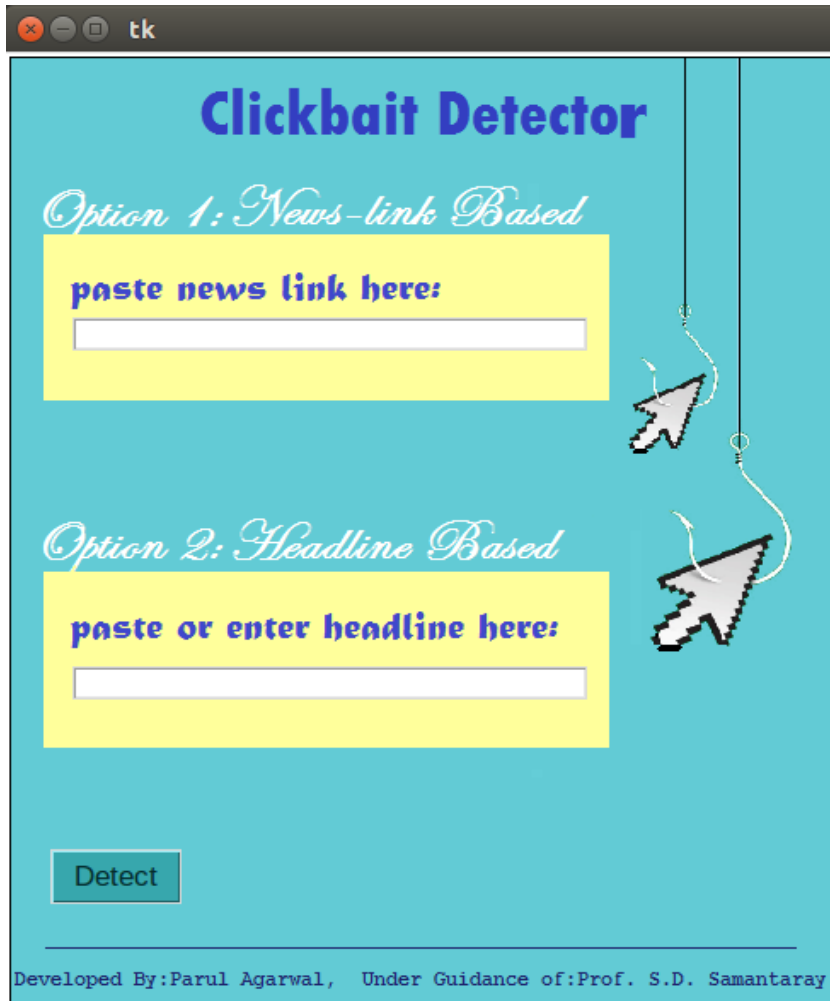 tk
Clickbait Detector
Option 1: News-link Based
paste news link here:
Option 2: Headline Based
paste or enter headline here:
Detect
Developed By:Parul Agarwal,  Under Guidance of:Prof. S.D. Samantaray